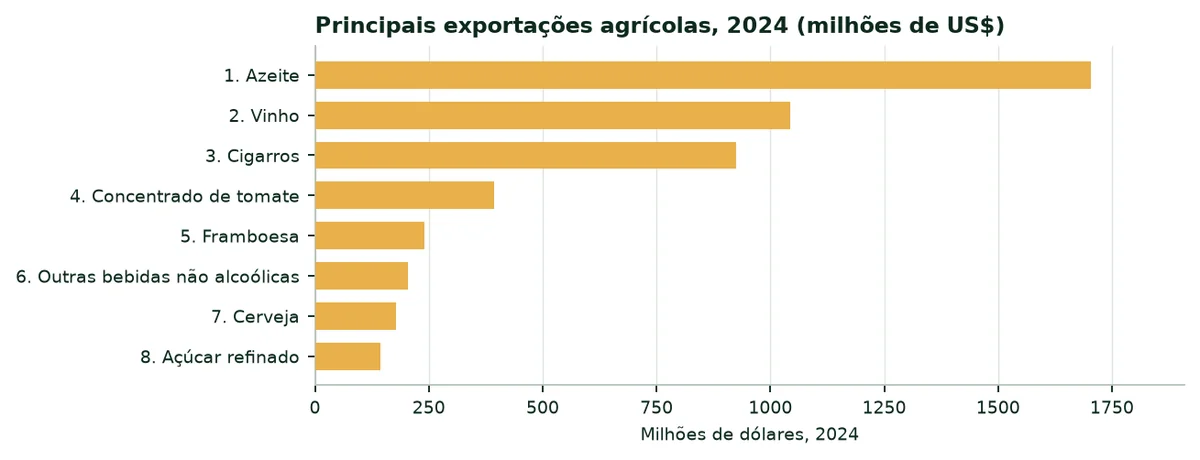 Principais exportações agrícolas, 2024 (milhões de US$)
1. Azeite
2. Vinho
3. Cigarros
4. Concentrado de tomate
5. Framboesa
6. Outras bebidas não alcoólicas
7. Cerveja
8. Açúcar refinado
0 250 500 750 1000 1250 1500 1750
Milhões de dólares, 2024